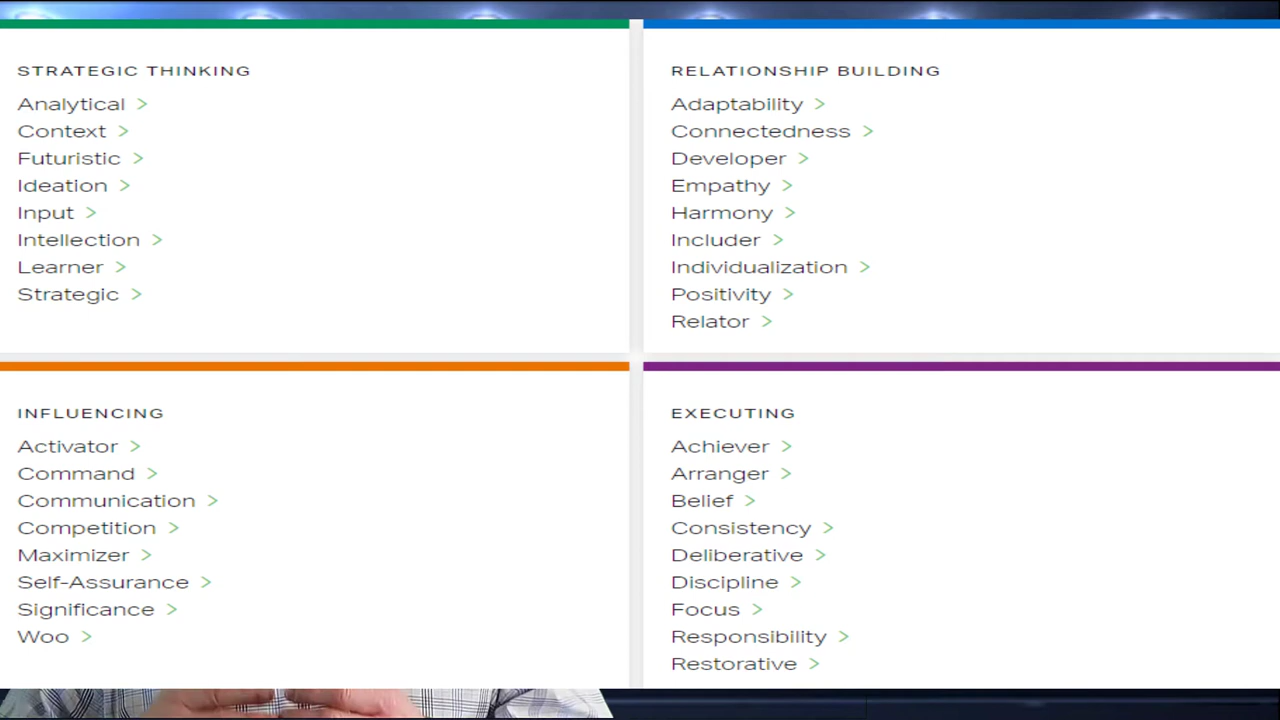 STRATEGIC THINKING
Analytical >
Context >
Futuristic >
Ideation >
Input >
Intellection >
Learner >
Strategic >
RELATIONSHIP BUILDING
Adaptability >
Connectedness >
Developer >
Empathy >
Harmony >
Includer >
Individualization >
Positivity >
Relator >
INFLUENCING
Activator >
Command >
Communication >
Competition >
Maximizer >
Self-Assurance >
Significance >
Woo >
EXECUTING
Achiever >
Arranger >
Belief >
Consistency >
Deliberative >
Discipline >
Focus >
Responsibility >
Restorative >